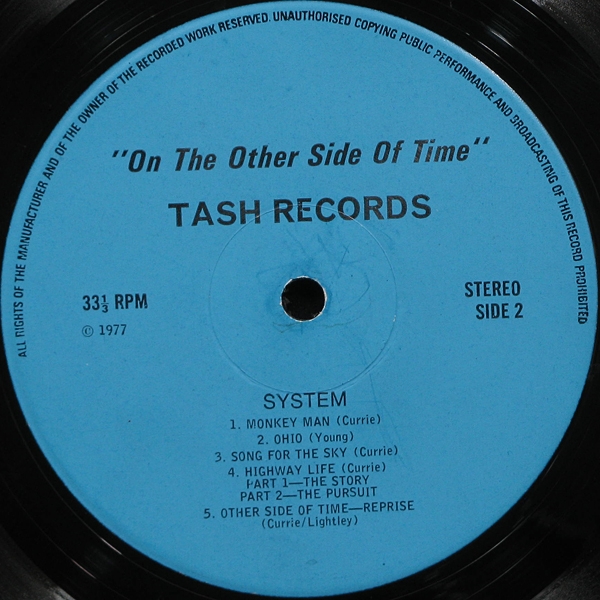 ALL RIGHTS OF THE MANUFACTURER AND OF THE OWNER OF THE RECORDED WORK RESERVED. UNAUTHORISED COPYING PUBLIC PERFORMANCE AND BROADCASTING OF THIS RECORD PROHIBITED
"On The Other Side Of Time"
TASH RECORDS
33⅓ RPM
© 1977
STEREO
SIDE 2
SYSTEM
1. MONKEY MAN (Currie)
2. OHIO (Young)
3. SONG FOR THE SKY (Currie)
4. HIGHWAY LIFE (Currie)
PART 1—THE STORY
PART 2—THE PURSUIT
5. OTHER SIDE OF TIME—REPRISE
(Currie/Lightley)